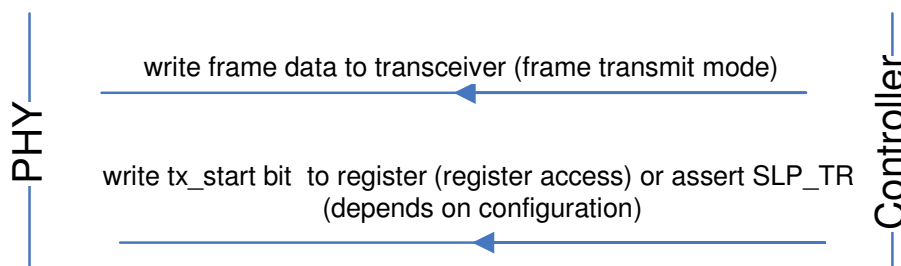 PHY
write frame data to transceiver (frame transmit mode)
write tx_start bit to register (register access) or assert SLP_TR
(depends on configuration)
Controller